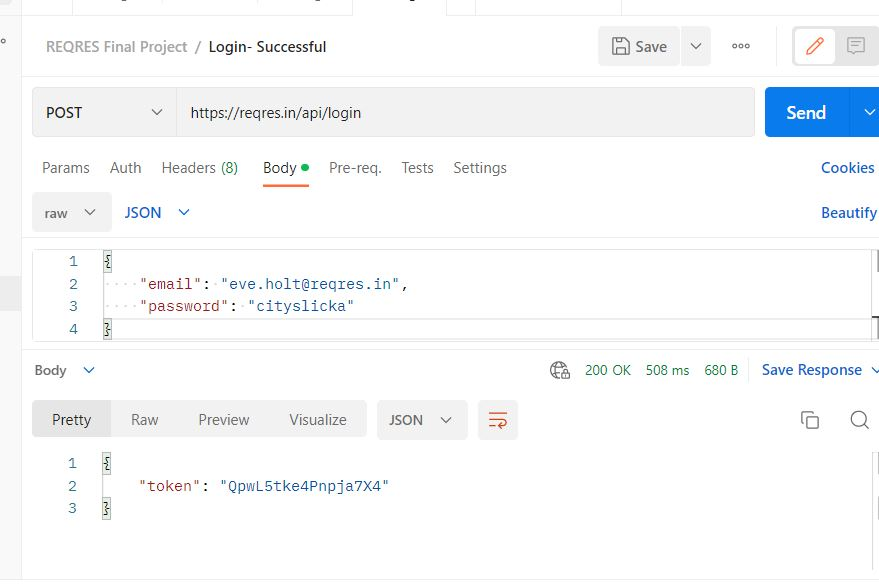 REQRES Final Project / Login- Successful
Save
POST
https://reqres.in/api/login
Send
Params Auth Headers (8) Body Pre-req. Tests Settings Cookies
raw JSON Beautify
1 {
2 "email": "eve.holt@reqres.in",
3 "password": "cityslicka"
4 }
Body 200 OK 508 ms 680 B Save Response
Pretty Raw Preview Visualize JSON
1 {
2 "token": "QpwL5tke4Pnpja7X4"
3 }